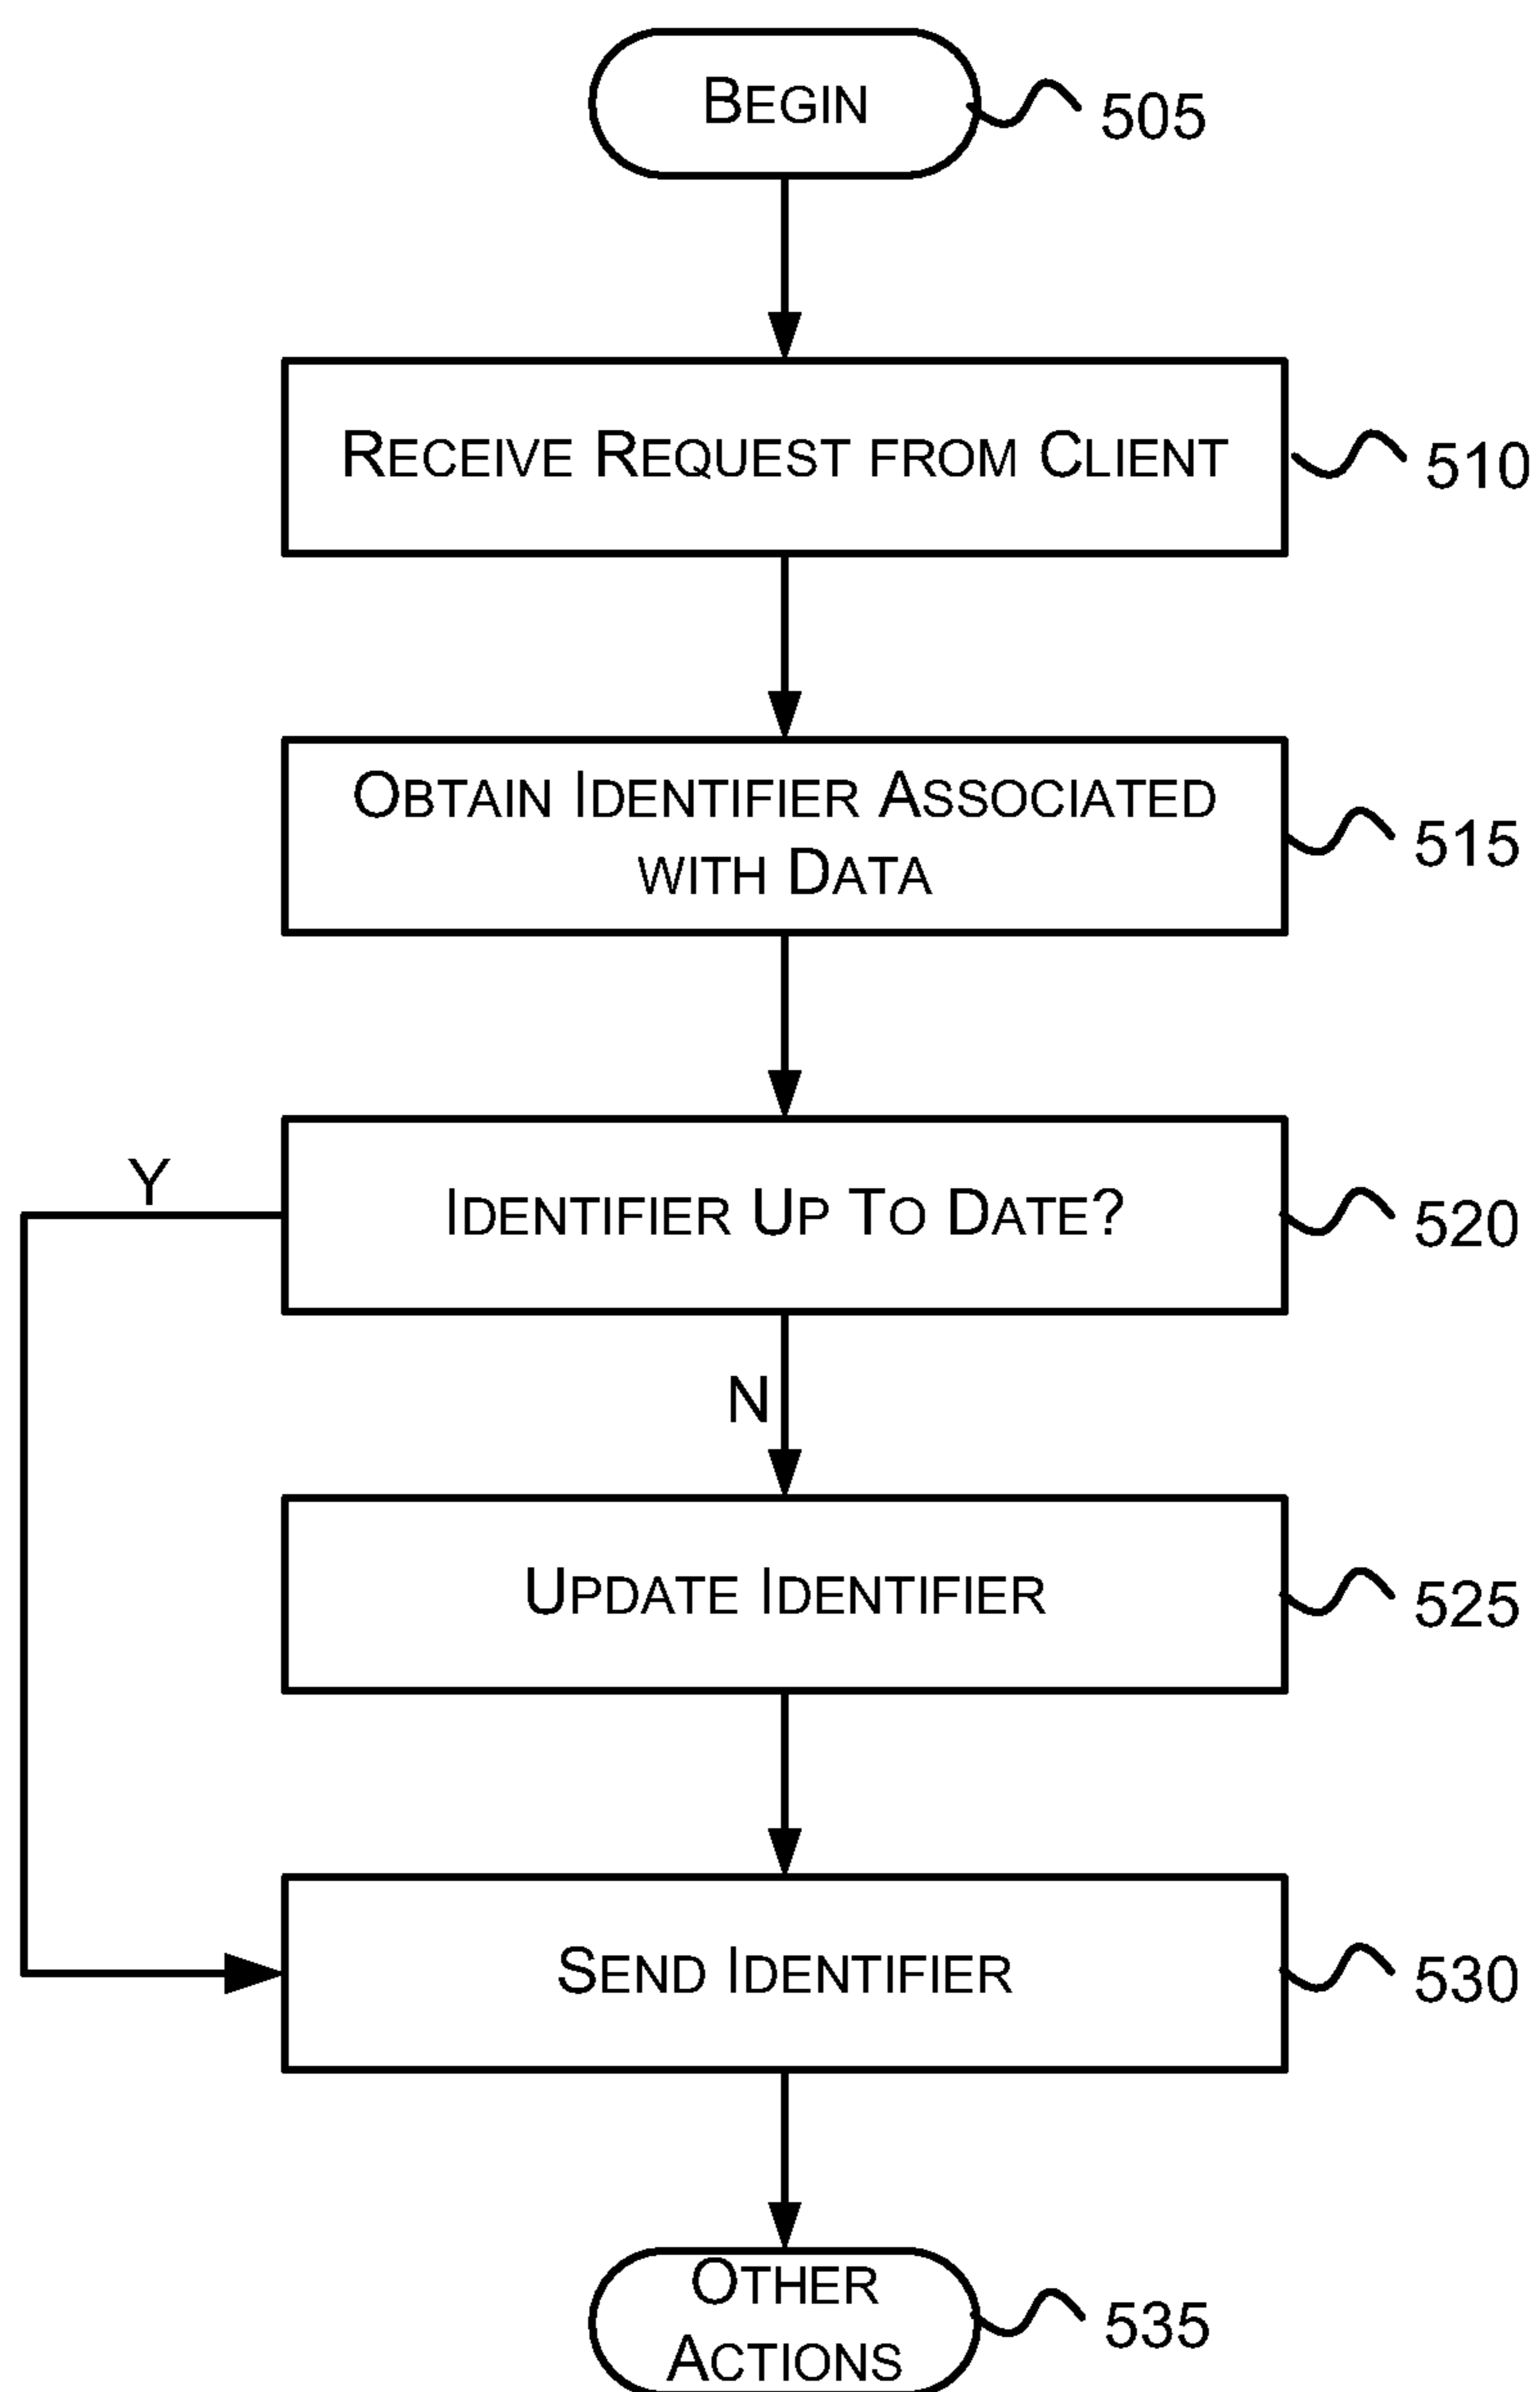 BEGIN
505
RECEIVE REQUEST FROM CLIENT
510
OBTAIN IDENTIFIER ASSOCIATED
WITH DATA
515
Y
IDENTIFIER UP TO DATE?
520
N
UPDATE IDENTIFIER
525
SEND IDENTIFIER
530
OTHER
ACTIONS
535